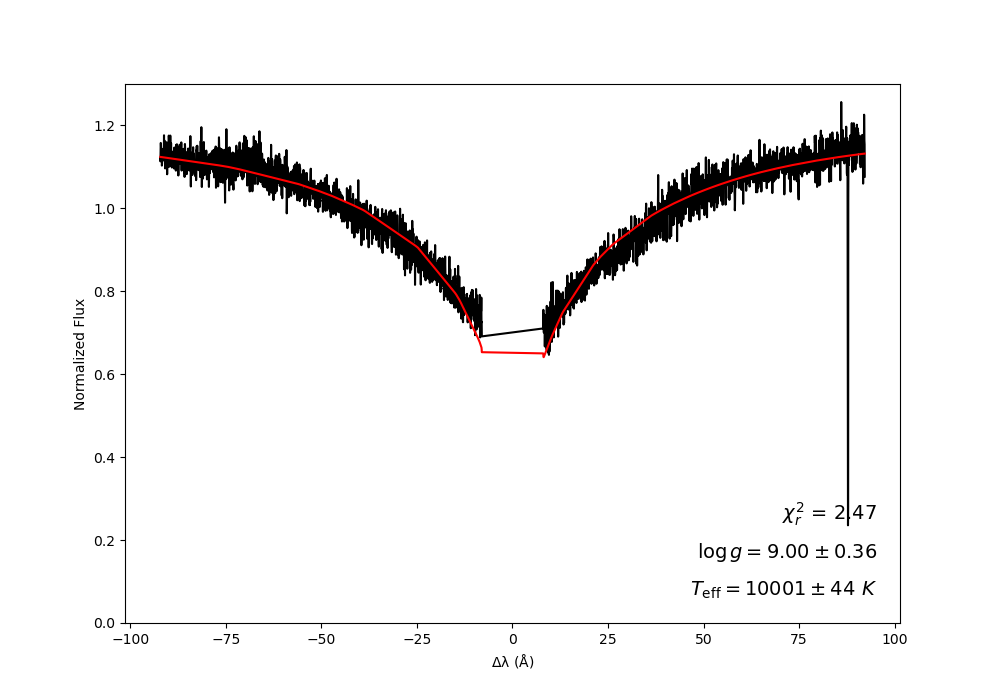 1.2
1.0
0.8
0.6
0.4
0.2
0.0
Normalized Flux
χ²ᵣ = 2.47
log g = 9.00 ± 0.36
T_eff = 10001 ± 44 K
−100 −75 −50 −25 0 25 50 75 100
Δλ (Å)